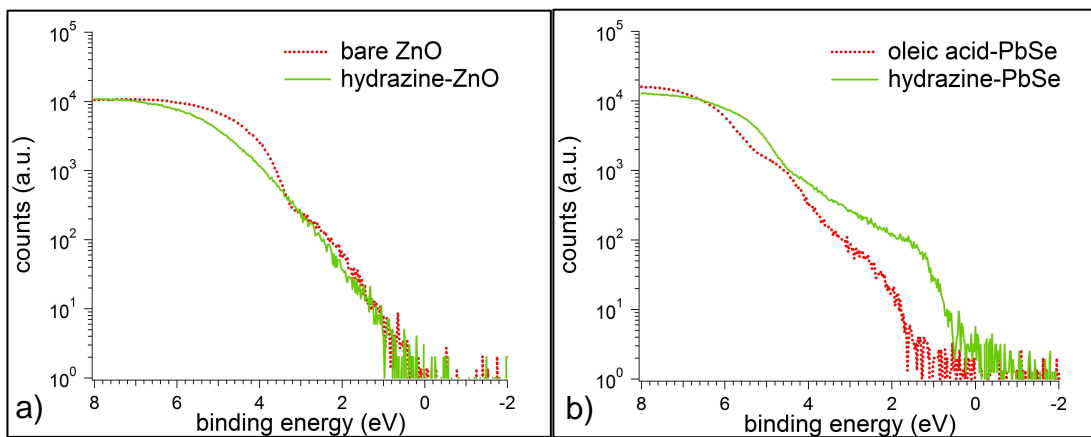 10^5
10^4
10^3
10^2
10^1
10^0
counts (a.u.)
bare ZnO
hydrazine-ZnO
8 6 4 2 0 -2
binding energy (eV)
a)
10^5
10^4
10^3
10^2
10^1
10^0
counts (a.u.)
oleic acid-PbSe
hydrazine-PbSe
8 6 4 2 0 -2
binding energy (eV)
b)